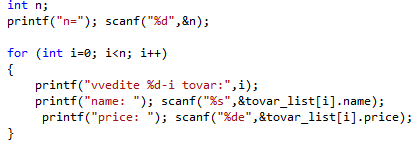 int n;
printf("n="); scanf("%d",&n);
for (int i=0; i<n; i++)
{
printf("vvedite %d-i tovar:",i);
printf("name: "); scanf("%s",&tovar_list[i].name);
printf("price: "); scanf("%de",&tovar_list[i].price);
}